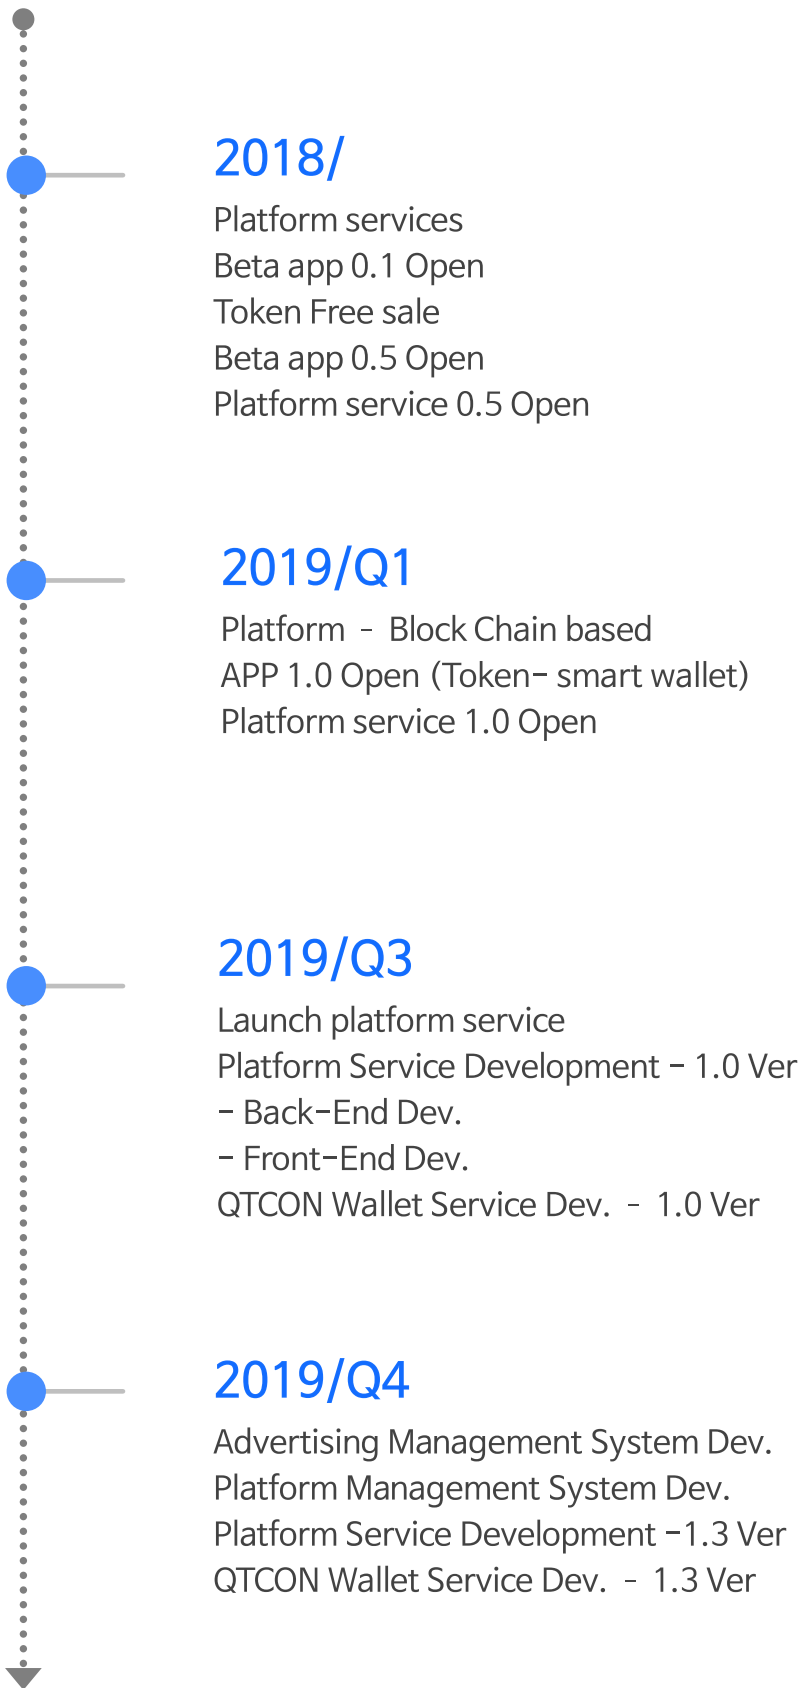 2018/
Platform services
Beta app 0.1 Open
Token Free sale
Beta app 0.5 Open
Platform service 0.5 Open
2019/Q1
Platform - Block Chain based
APP 1.0 Open (Token- smart wallet)
Platform service 1.0 Open
2019/Q3
Launch platform service
Platform Service Development - 1.0 Ver
- Back-End Dev.
- Front-End Dev.
QTCON Wallet Service Dev. - 1.0 Ver
2019/Q4
Advertising Management System Dev.
Platform Management System Dev.
Platform Service Development -1.3 Ver
QTCON Wallet Service Dev. - 1.3 Ver